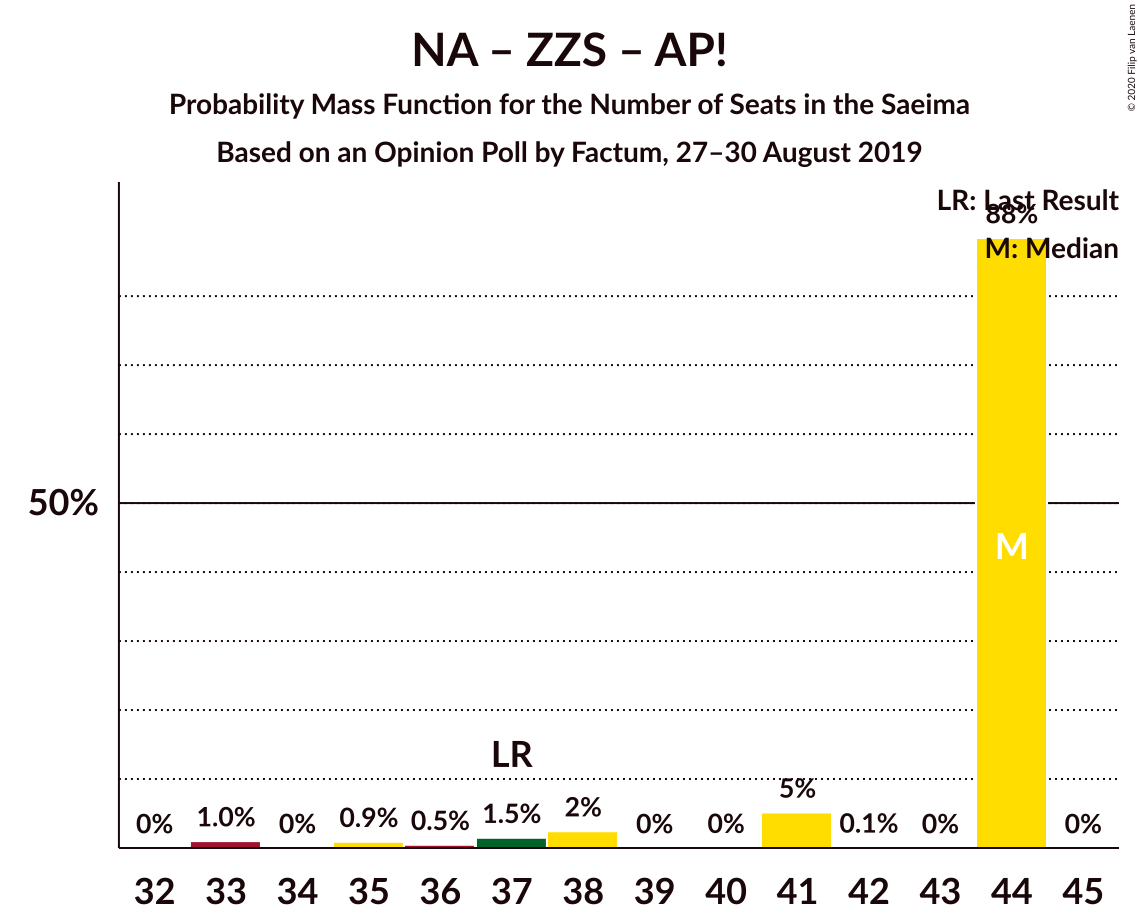 NA – ZZS – AP!
Probability Mass Function for the Number of Seats in the Saeima
Based on an Opinion Poll by Factum, 27–30 August 2019
© 2020 Filip van Laenen
LR: Last Result
88%
M: Median
50%
M
LR
0% 1.0% 0% 0.9% 0.5% 1.5% 2% 0% 0% 5% 0.1% 0% 0%
32 33 34 35 36 37 38 39 40 41 42 43 44 45